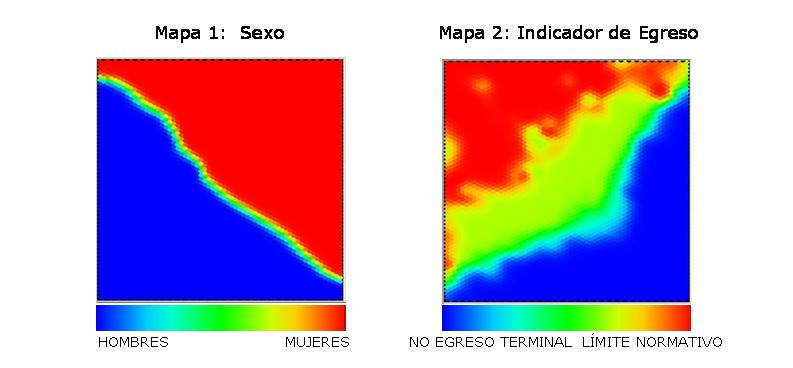 Mapa 1:  Sexo
Mapa 2: Indicador de Egreso
HOMBRES
MUJERES
NO EGRESO TERMINAL
LÍMITE NORMATIVO